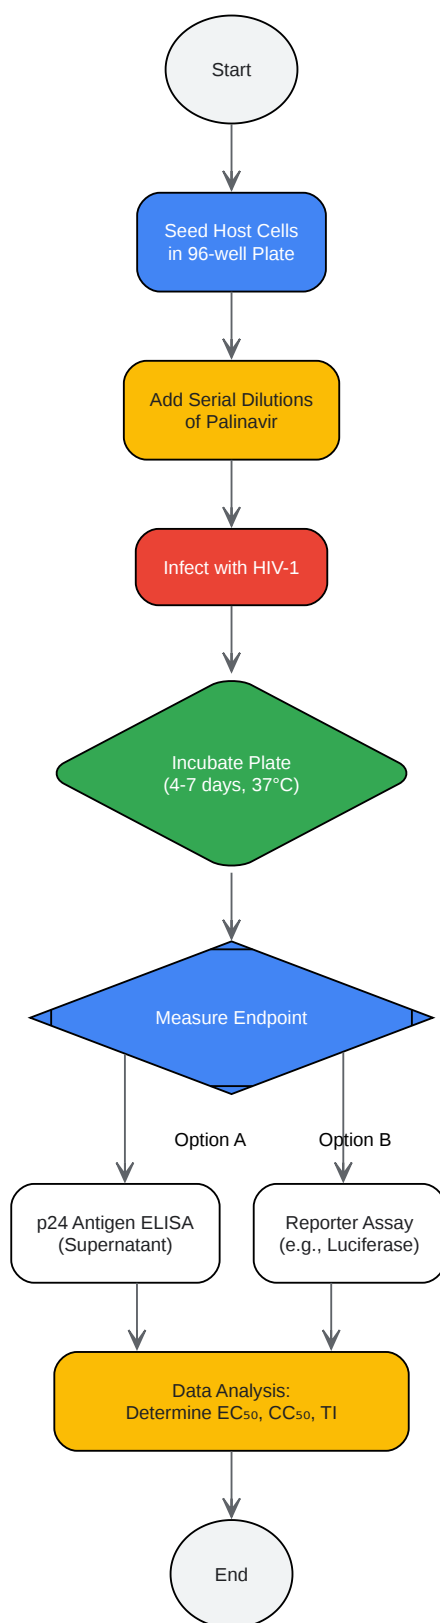 Start
Seed Host Cells
in 96-well Plate
Add Serial Dilutions
of Palinavir
Infect with HIV-1
Incubate Plate
(4-7 days, 37°C)
Measure Endpoint
Option A
Option B
p24 Antigen ELISA
(Supernatant)
Reporter Assay
(e.g., Luciferase)
Data Analysis:
Determine EC₅₀, CC₅₀, TI
End